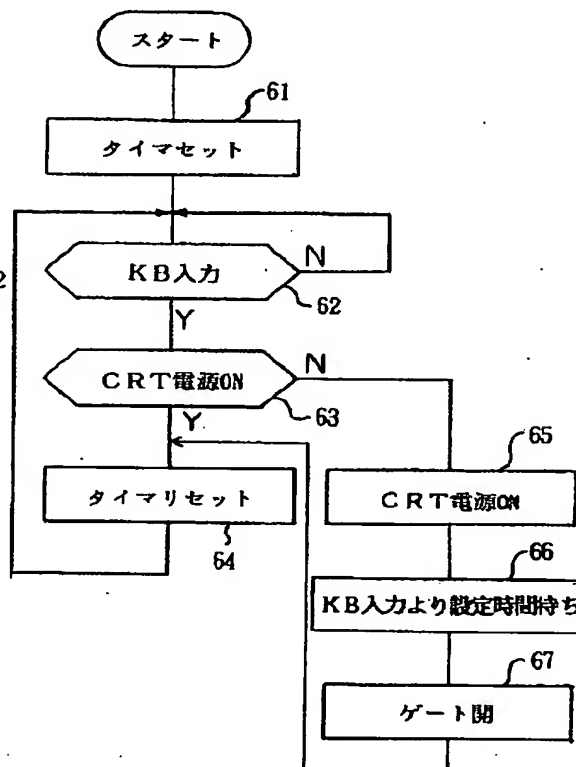 スタート
61
タイマセット
KB入力
N
62
Y
CRT電源ON
N
63
Y
タイマリセット
64
65
CRT電源ON
66
KB入力より設定時間待ち
67
ゲート開
2